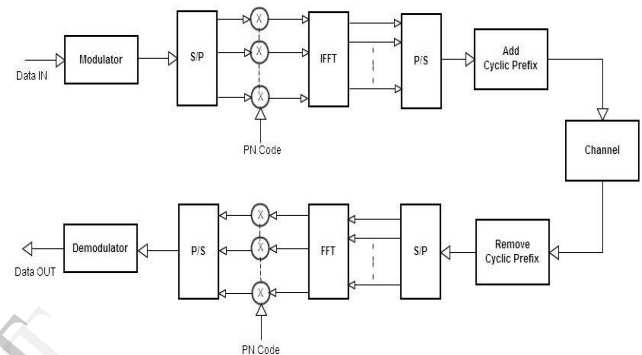 Data IN
Modulator
S/P
X
X
X
PN Code
IFFT
P/S
Add
Cyclic Prefix
Channel
Data OUT
Demodulator
P/S
X
X
X
PN Code
FFT
S/P
Remove
Cyclic Prefix